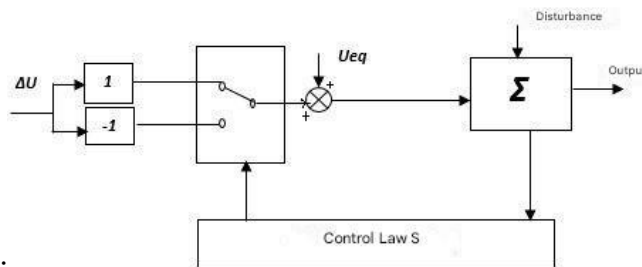 Disturbance
ΔU
1
Ueq
Σ
Output
-1
+
+
Control Law S
.